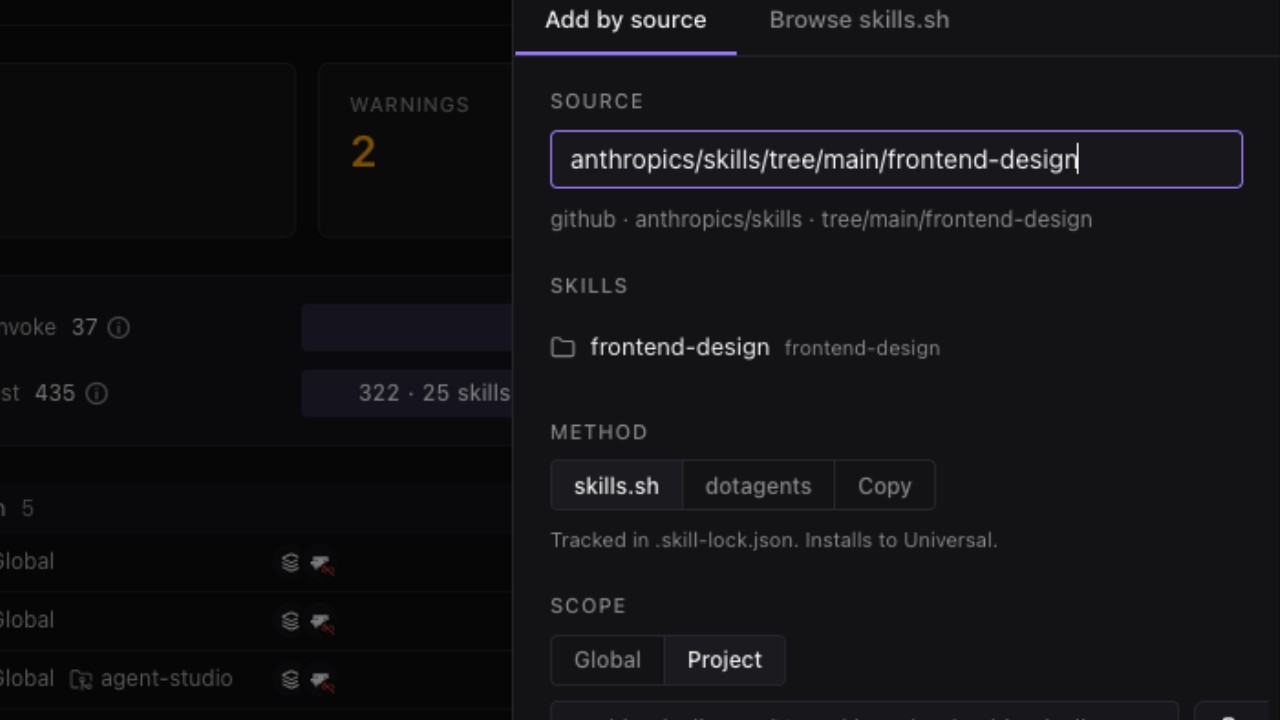 Add by source Browse skills.sh
WARNINGS
2
SOURCE
anthropics/skills/tree/main/frontend-design
github · anthropics/skills · tree/main/frontend-design
SKILLS
nvoke 37
frontend-design frontend-design
st 435
322 · 25 skills
METHOD
skills.sh dotagents Copy
5
Tracked in .skill-lock.json. Installs to Universal.
Global
SCOPE
Global
Global Project
Global agent-studio